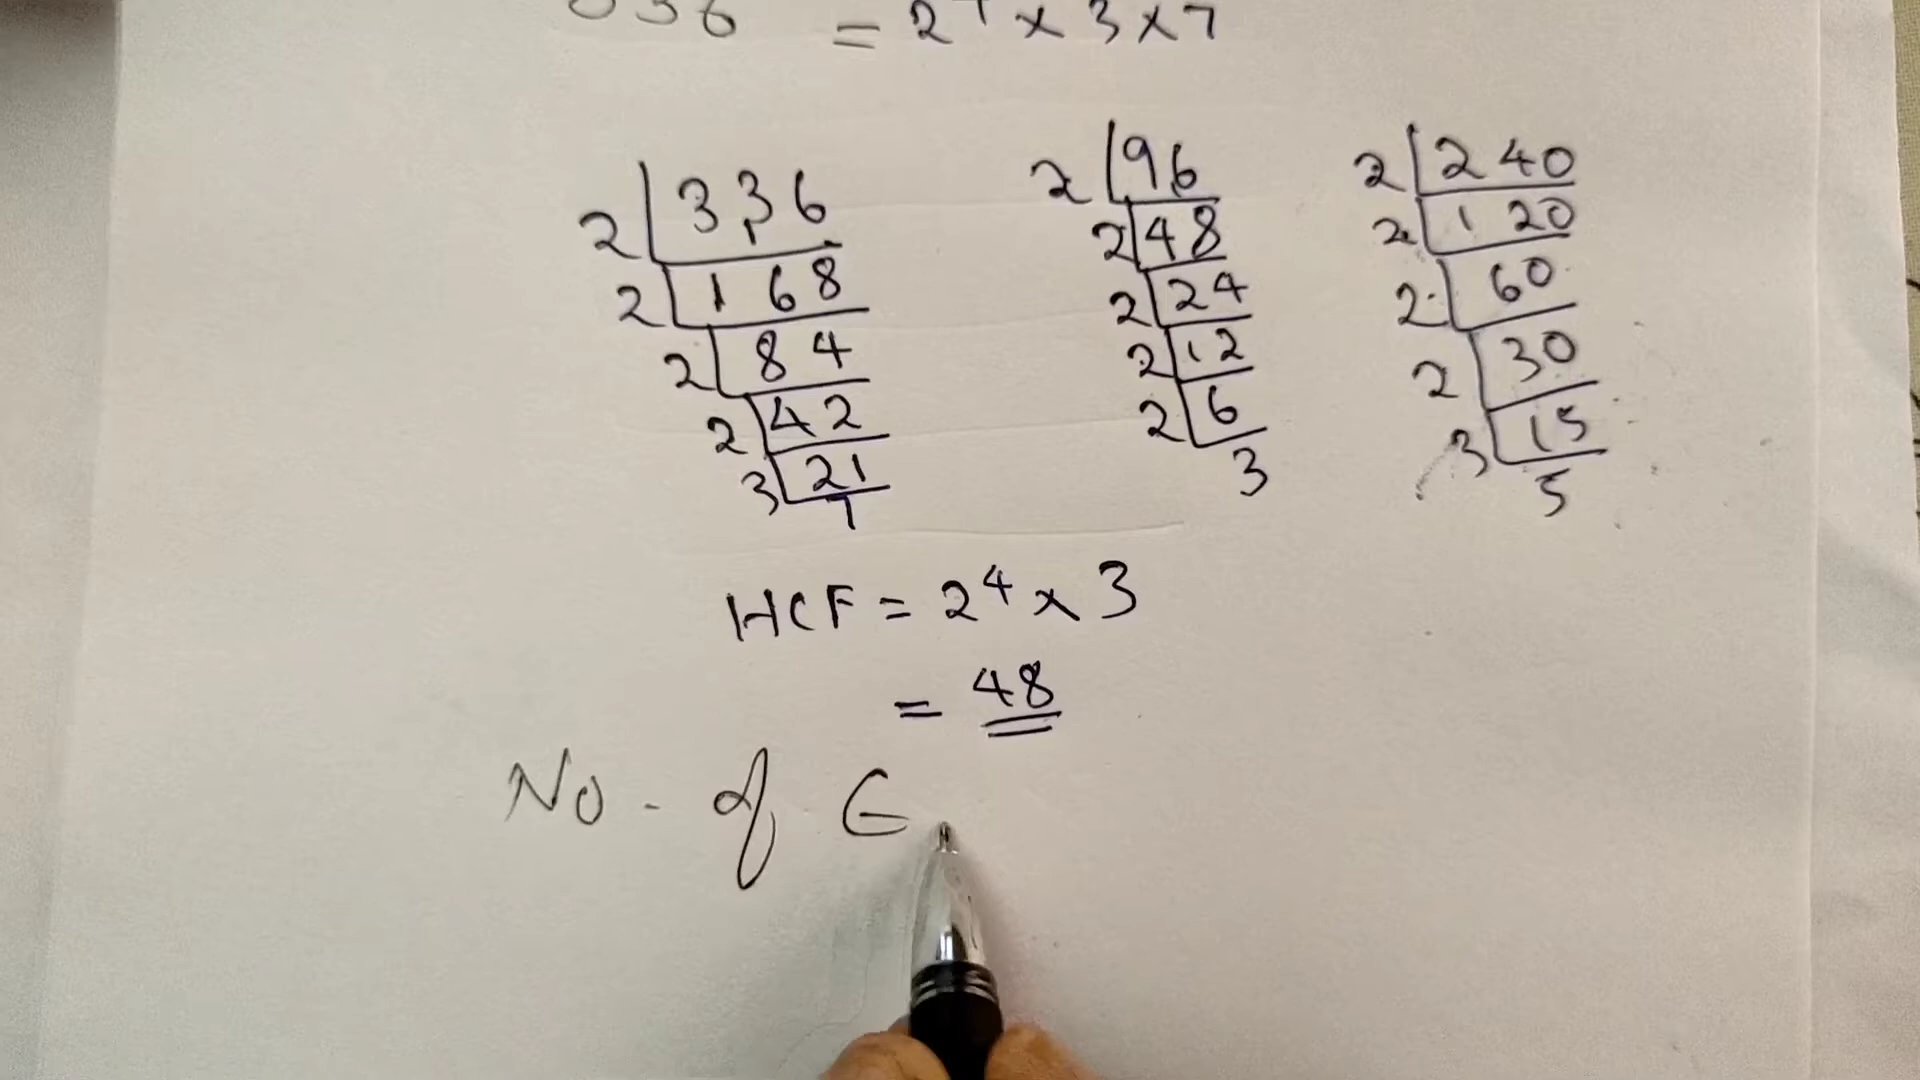 336 = 2⁴ × 3 × 7
2 | 336
2 | 168
2 | 84
2 | 42
3 | 21
7
2 | 96
2 | 48
2 | 24
2 | 12
2 | 6
3
2 | 240
2 | 120
2 | 60
2 | 30
3 | 15
5
HCF = 2⁴ × 3
= 48
No. of G